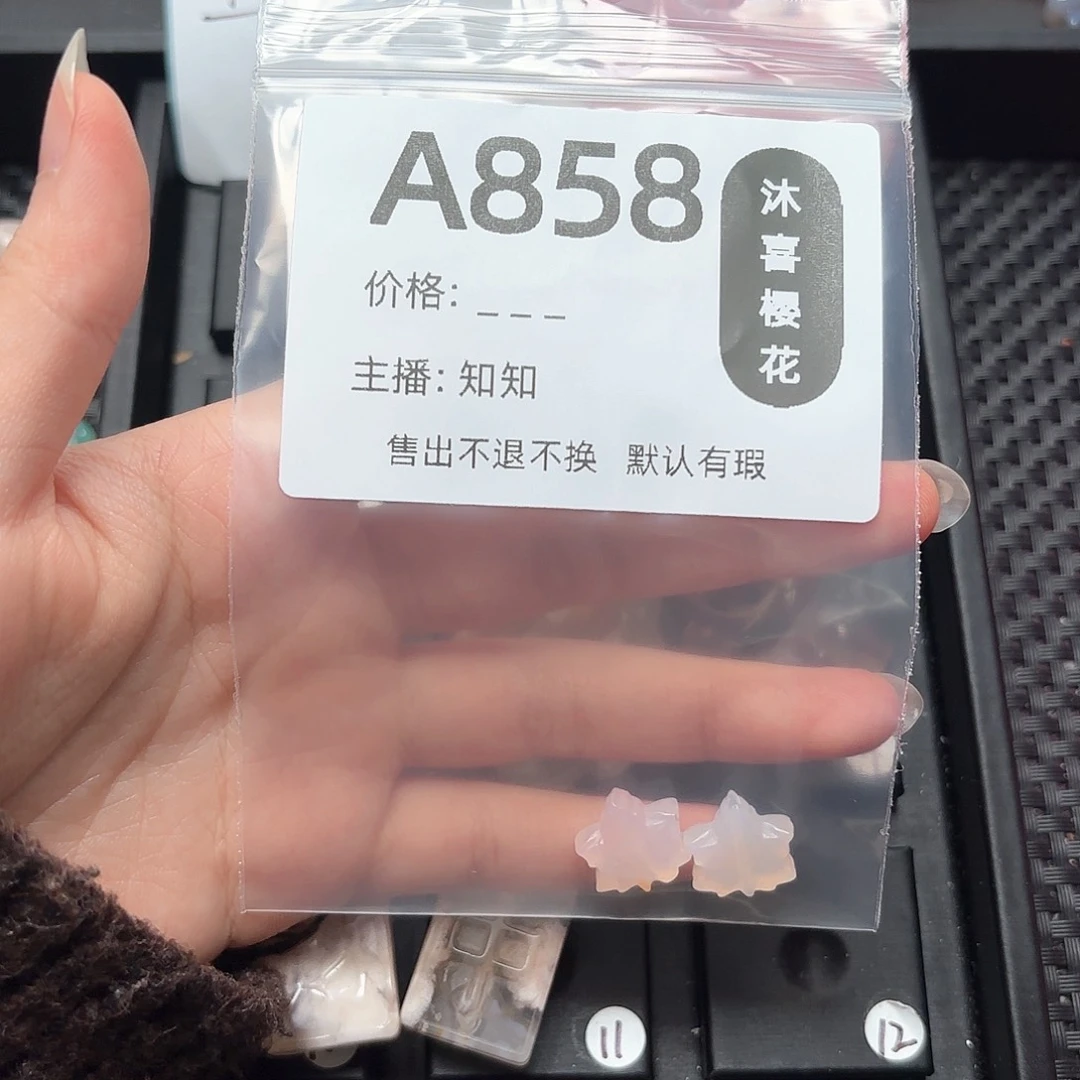 A858
沐喜樱花
价格: _ _ _
主播: 知知
售出不退不换 默认有瑕
11
12